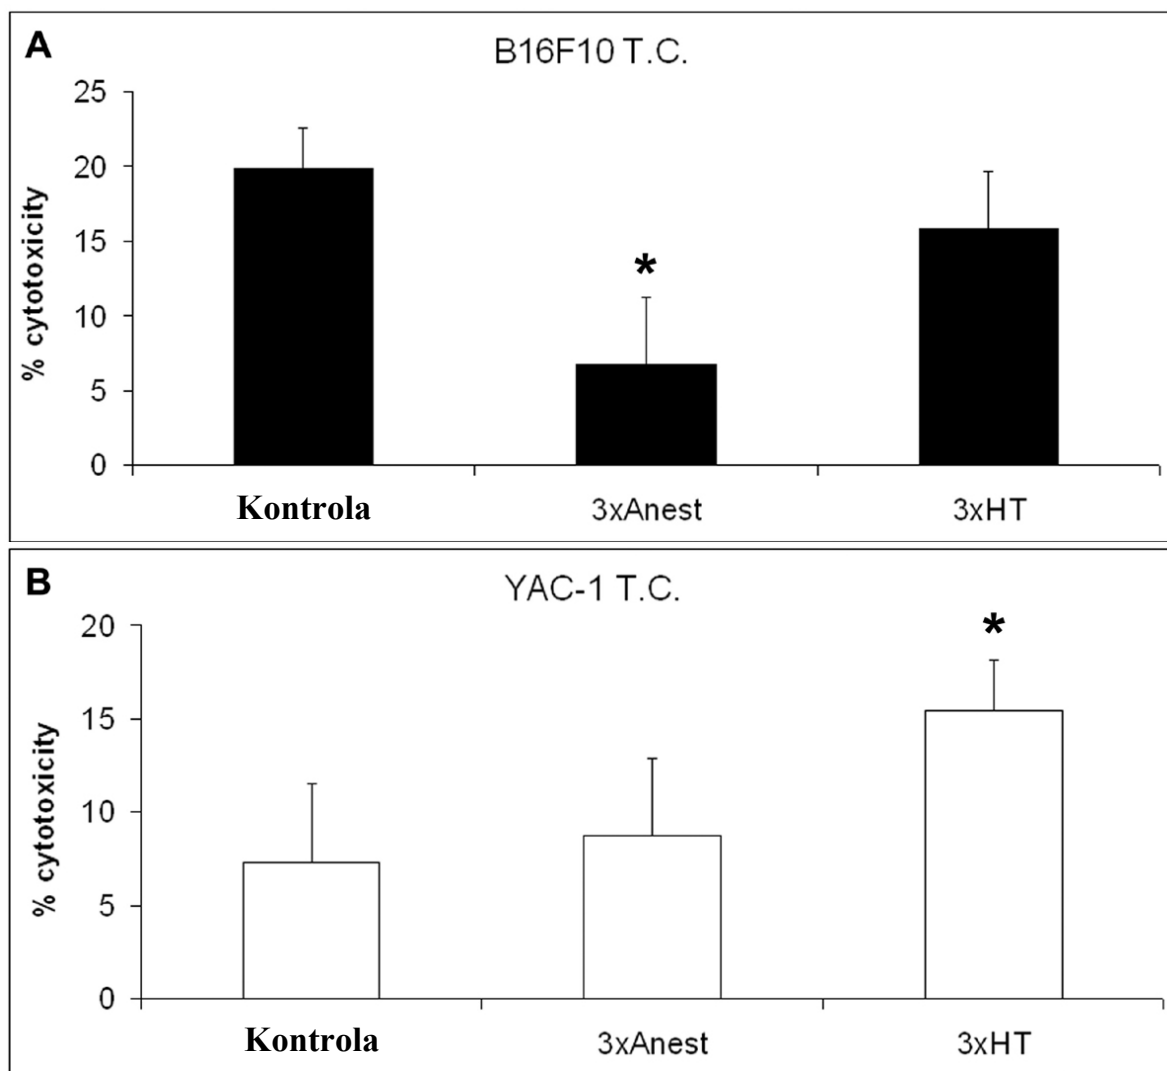 A
B16F10 T.C.
% cytotoxicity
25
20
15
10
5
0
*
Kontrola 3xAnest 3xHT
B
YAC-1 T.C.
% cytotoxicity
20
15
10
5
0
*
Kontrola 3xAnest 3xHT